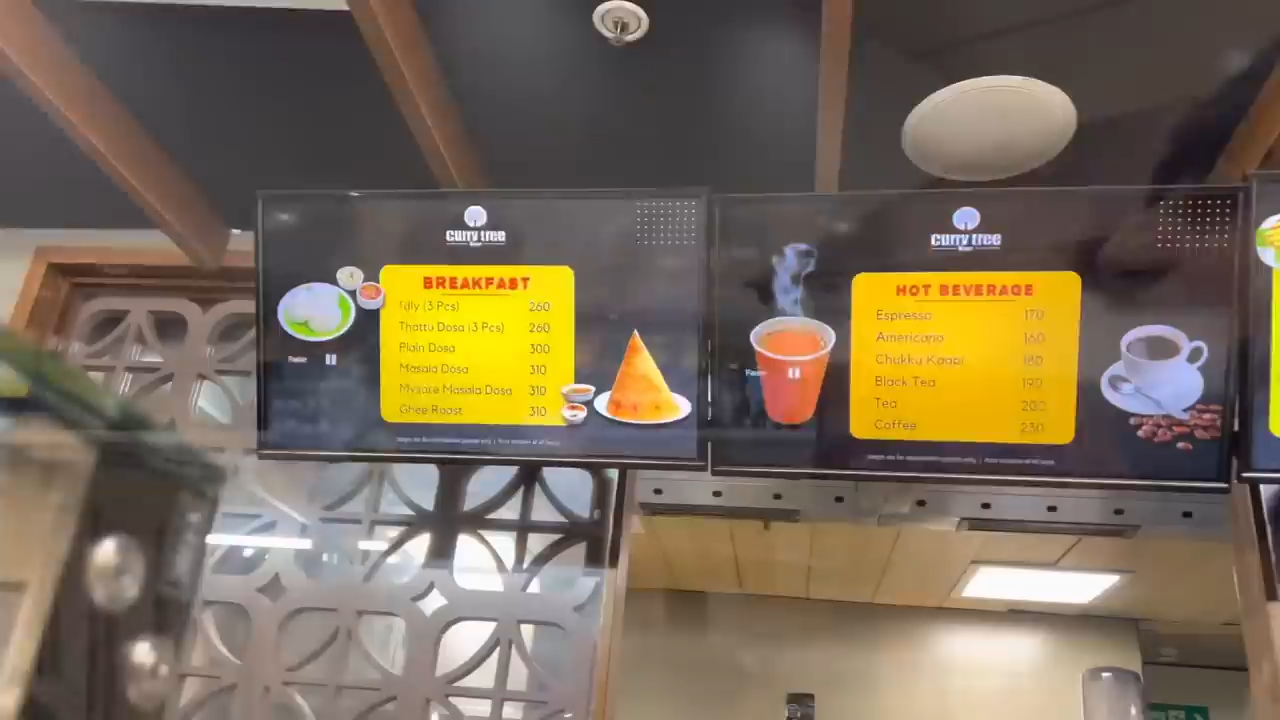 curry tree
BREAKFAST
Idly (3 Pcs) 260
Thattu Dosa (3 Pcs) 260
Plain Dosa 300
Masala Dosa 310
Mysore Masala Dosa 310
Ghee Roast 310
Pause
curry tree
HOT BEVERAGE
Espresso 170
Americano 160
Chukku Kaapi 180
Black Tea 190
Tea 200
Coffee 230
Pause